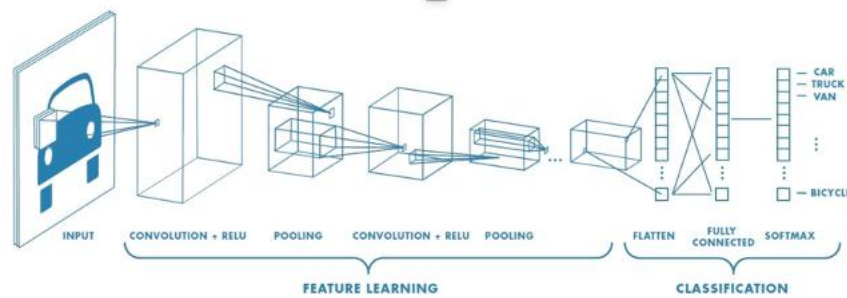 CAR
TRUCK
VAN
BICYCLE
INPUT CONVOLUTION + RELU POOLING CONVOLUTION + RELU POOLING FLATTEN FULLY CONNECTED SOFTMAX
FEATURE LEARNING CLASSIFICATION